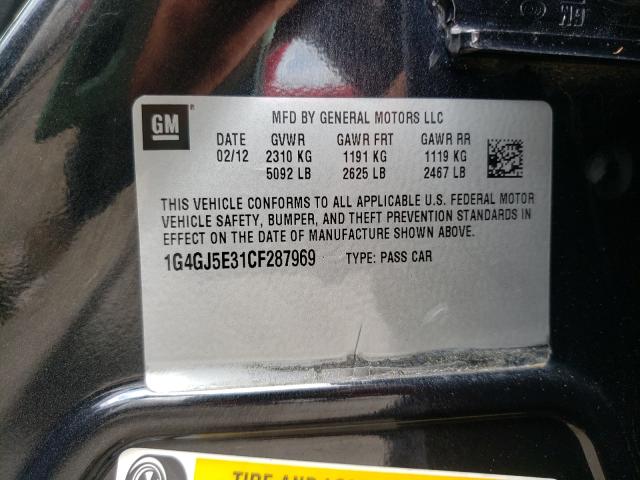 GM
MFD BY GENERAL MOTORS LLC
DATE GVWR GAWR FRT GAWR RR
02/12 2310 KG 1191 KG 1119 KG
5092 LB 2625 LB 2467 LB
THIS VEHICLE CONFORMS TO ALL APPLICABLE U.S. FEDERAL MOTOR
VEHICLE SAFETY, BUMPER, AND THEFT PREVENTION STANDARDS IN
EFFECT ON THE DATE OF MANUFACTURE SHOWN ABOVE.
1G4GJ5E31CF287969 TYPE: PASS CAR
TIRE AND